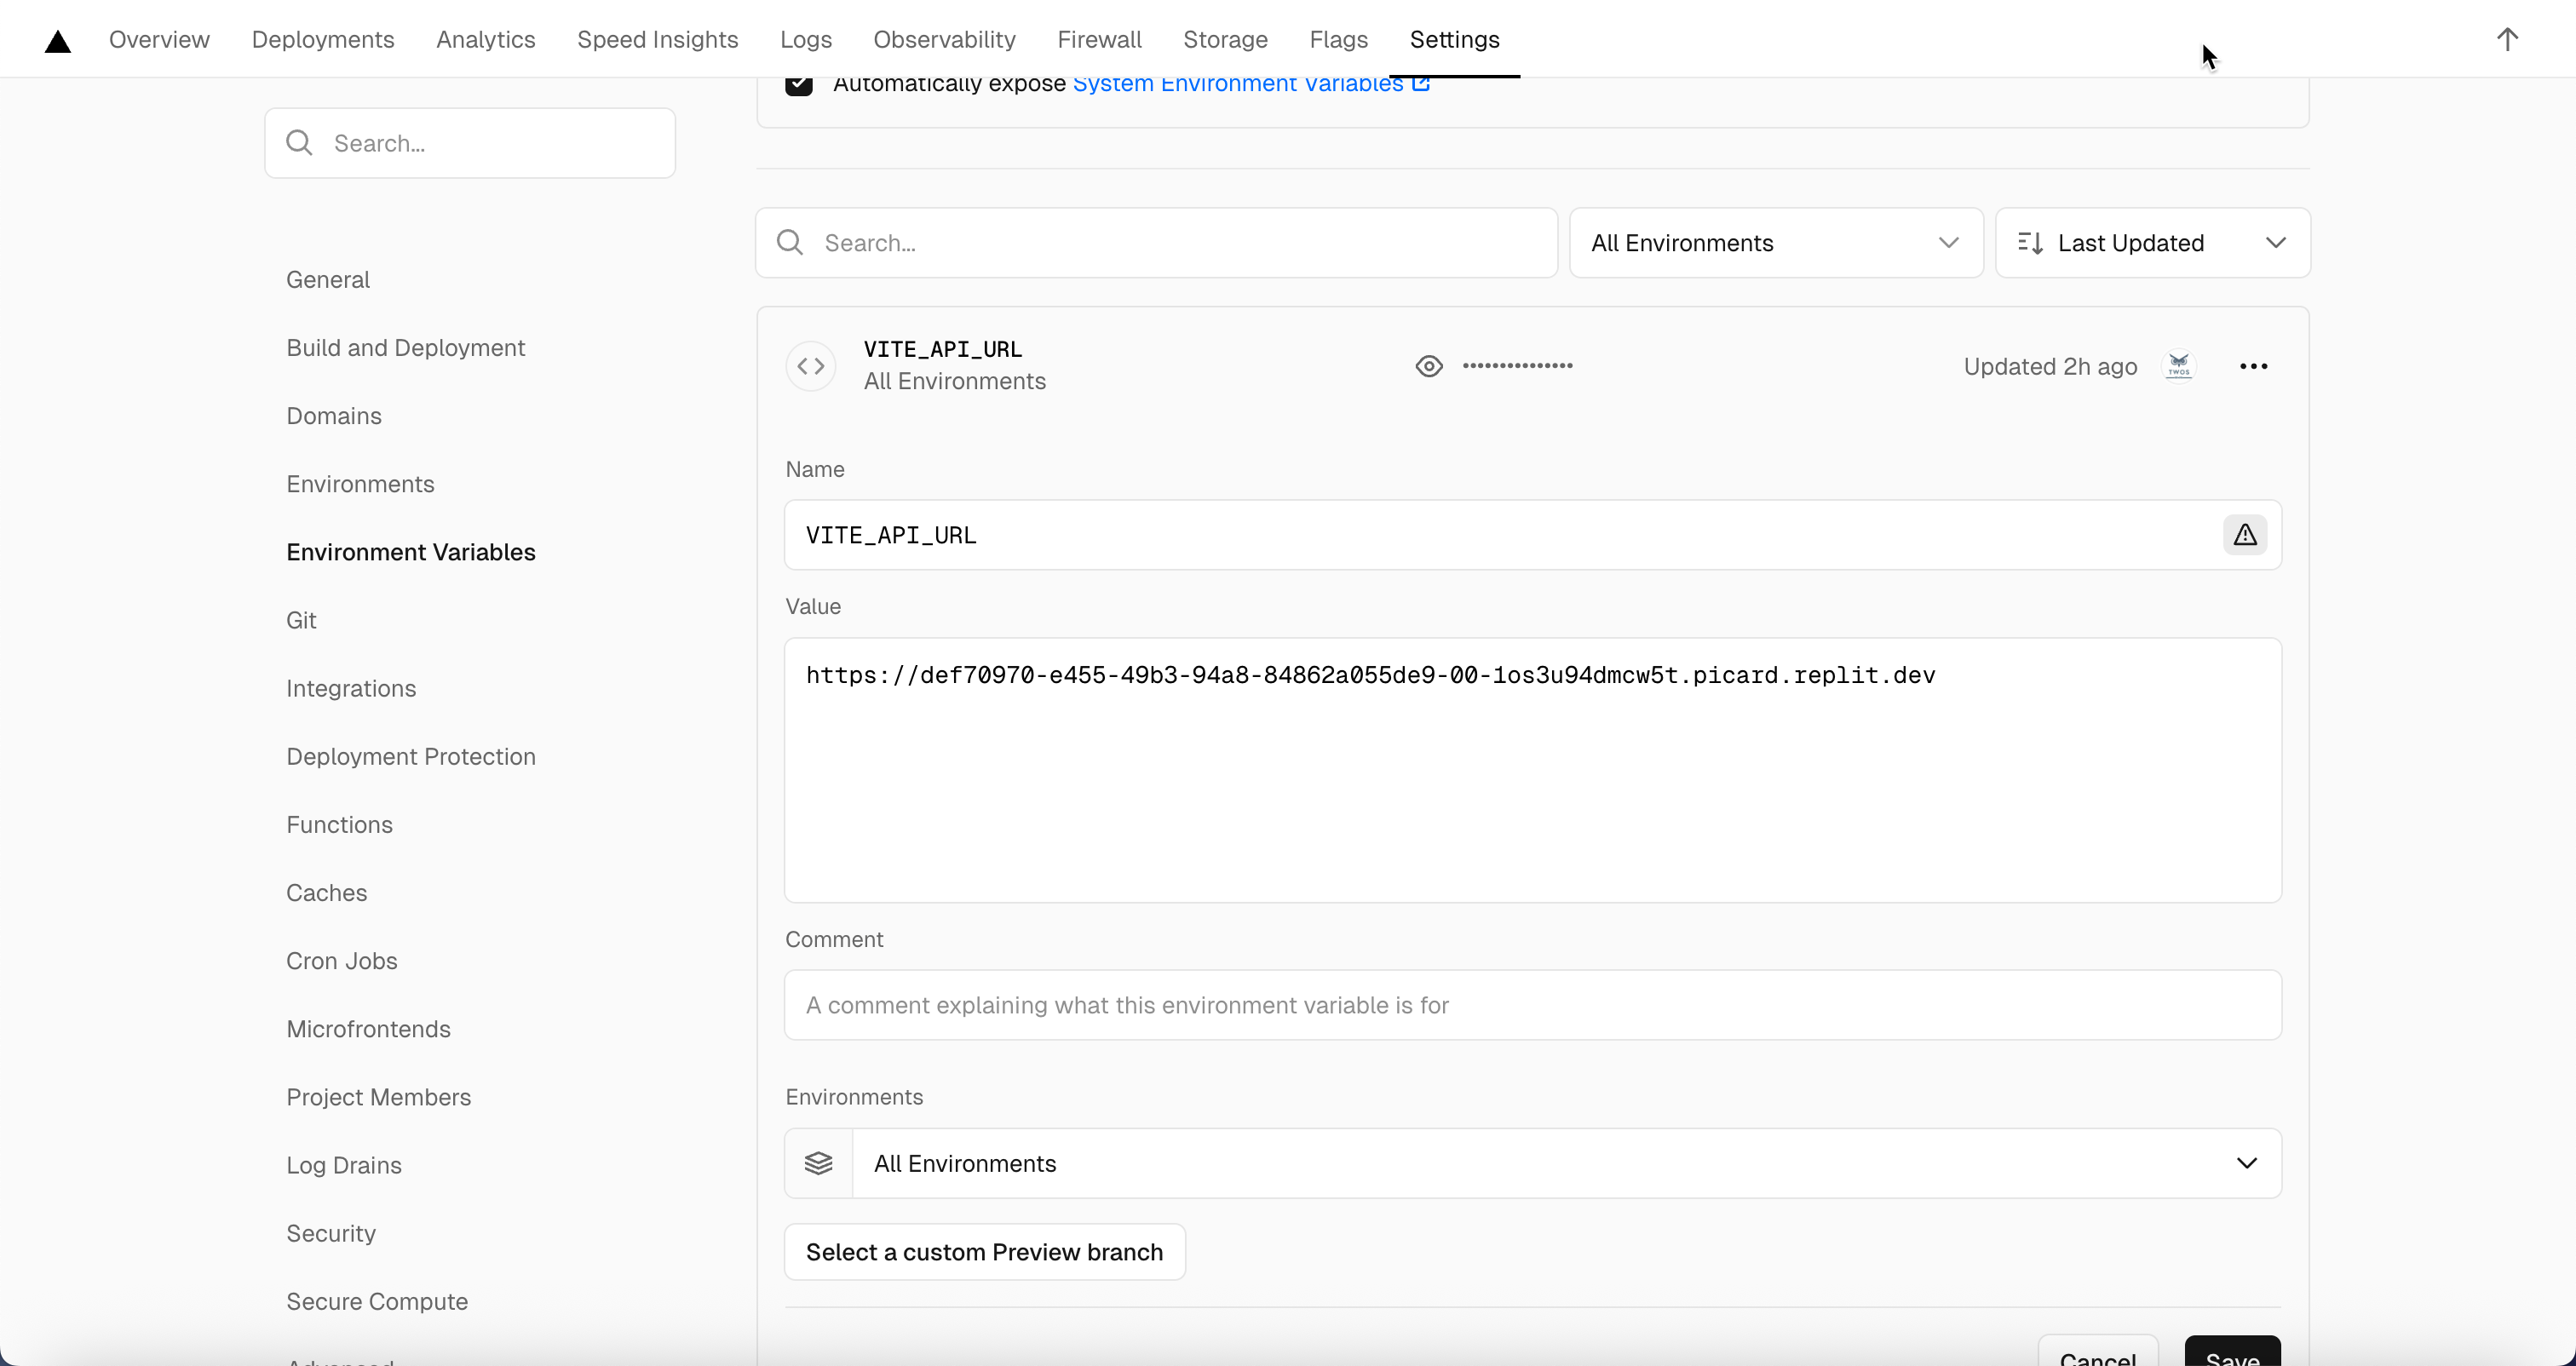 Overview Deployments Analytics Speed Insights Logs Observability Firewall Storage Flags Settings
Automatically expose System Environment Variables
Search...
General
Build and Deployment
Domains
Environments
Environment Variables
Git
Integrations
Deployment Protection
Functions
Caches
Cron Jobs
Microfrontends
Project Members
Log Drains
Security
Secure Compute
Advanced
Search...
All Environments
Last Updated
VITE_API_URL
All Environments
•••••••••••••••
Updated 2h ago
TWOS
Name
VITE_API_URL
Value
https://def70970-e455-49b3-94a8-84862a055de9-00-1os3u94dmcw5t.picard.replit.dev
Comment
A comment explaining what this environment variable is for
Environments
All Environments
Select a custom Preview branch
Cancel
Save